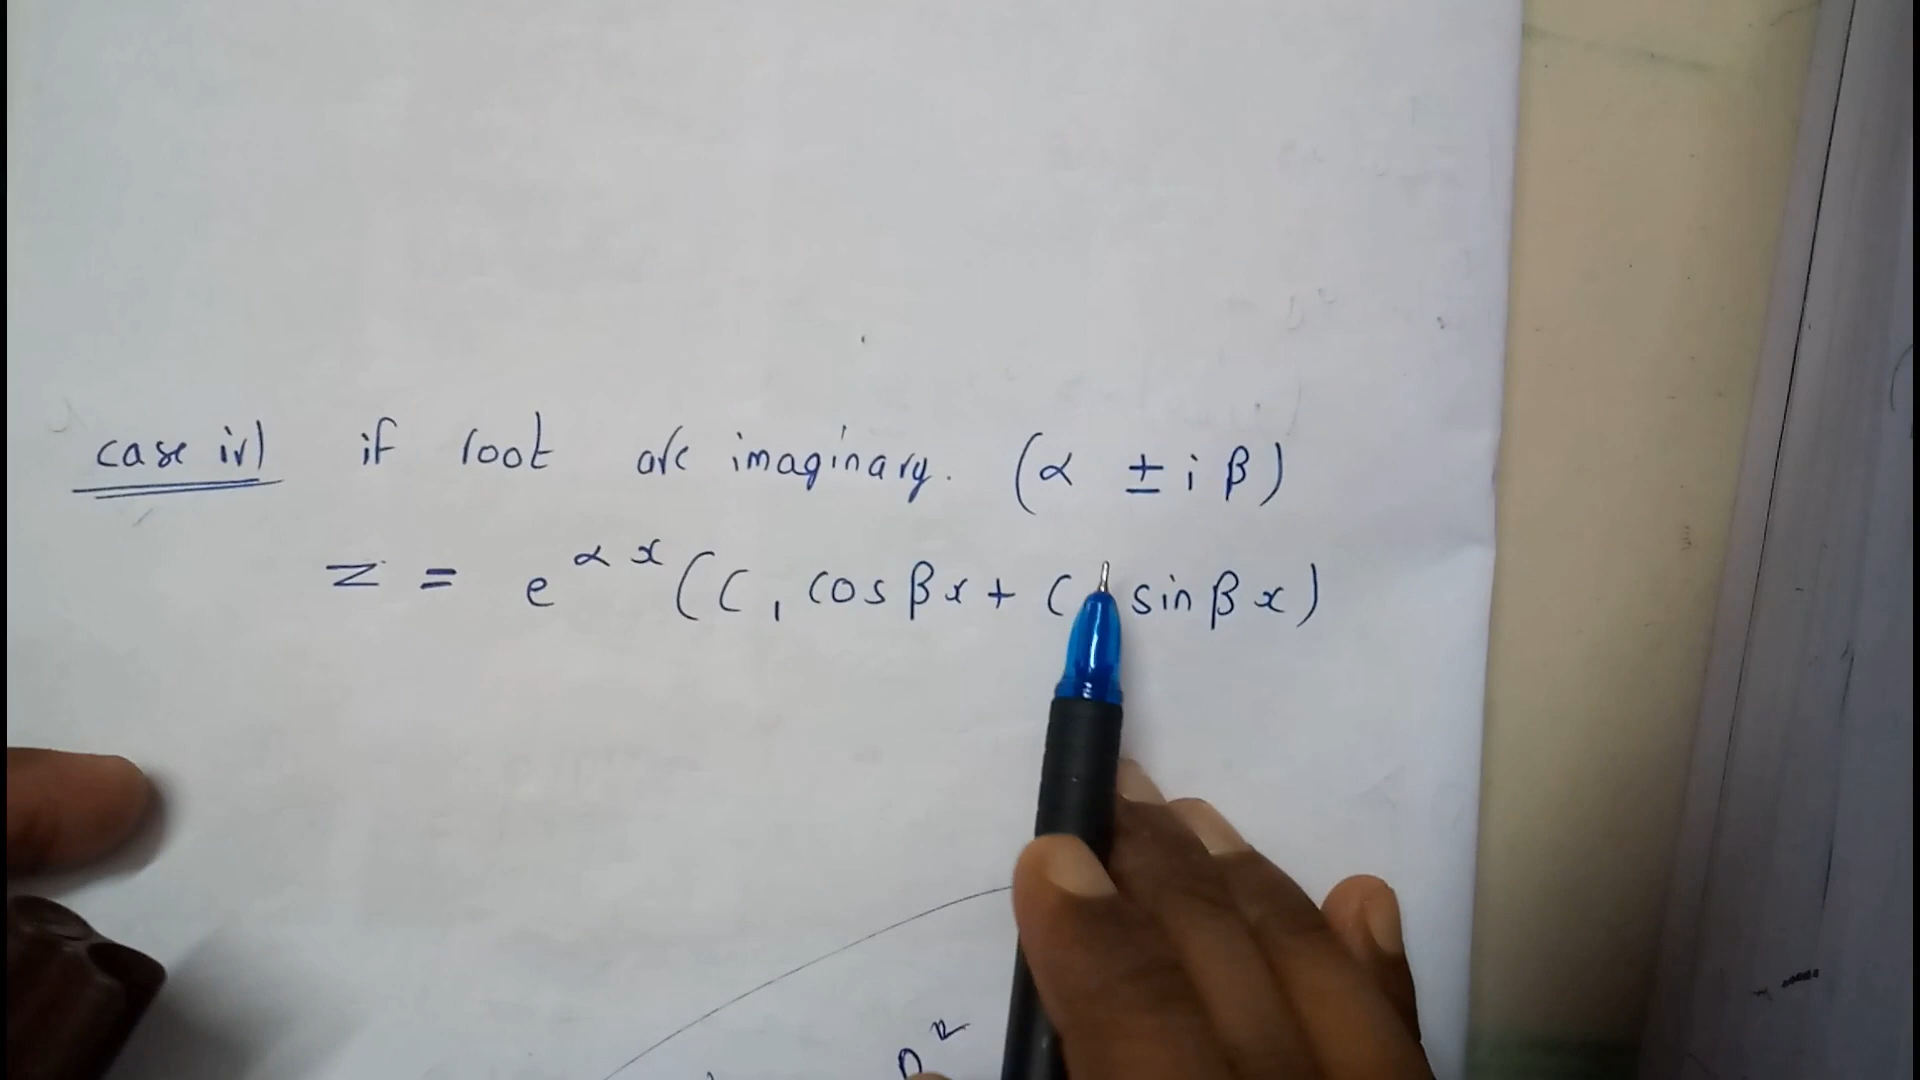 case iv) if root are imaginary. (α ± i β)
z = e^{αx} (C₁ cos βx + C sin βx)